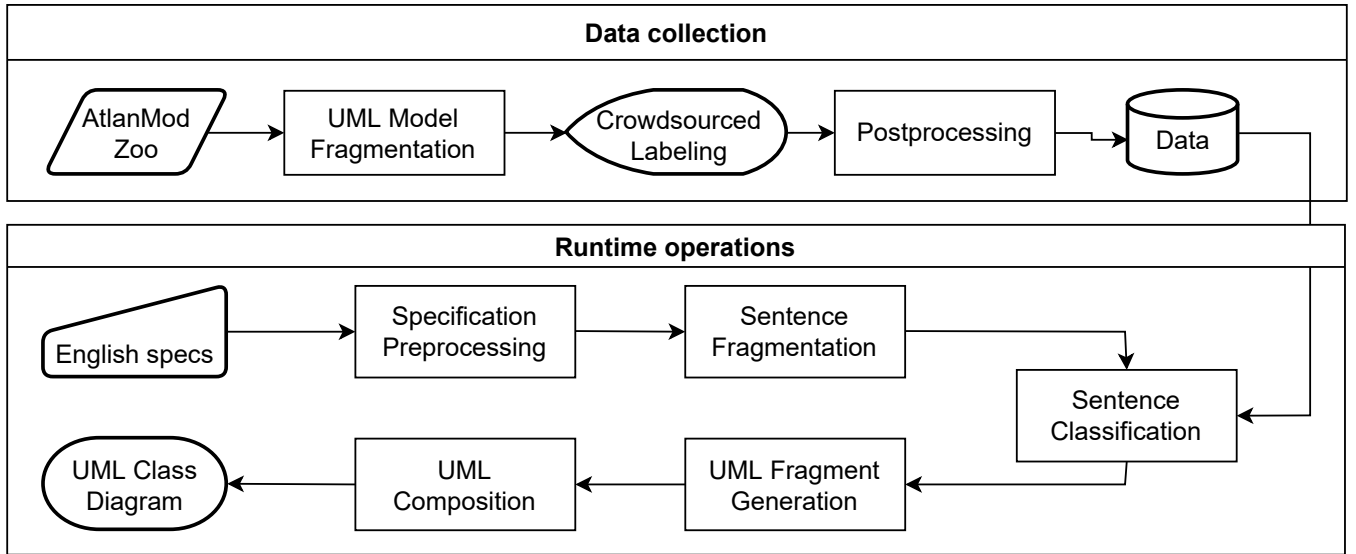 Data collection
AtlanMod
Zoo
UML Model
Fragmentation
Crowdsourced
Labeling
Postprocessing
Data
Runtime operations
English specs
Specification
Preprocessing
Sentence
Fragmentation
Sentence
Classification
UML Class
Diagram
UML
Composition
UML Fragment
Generation